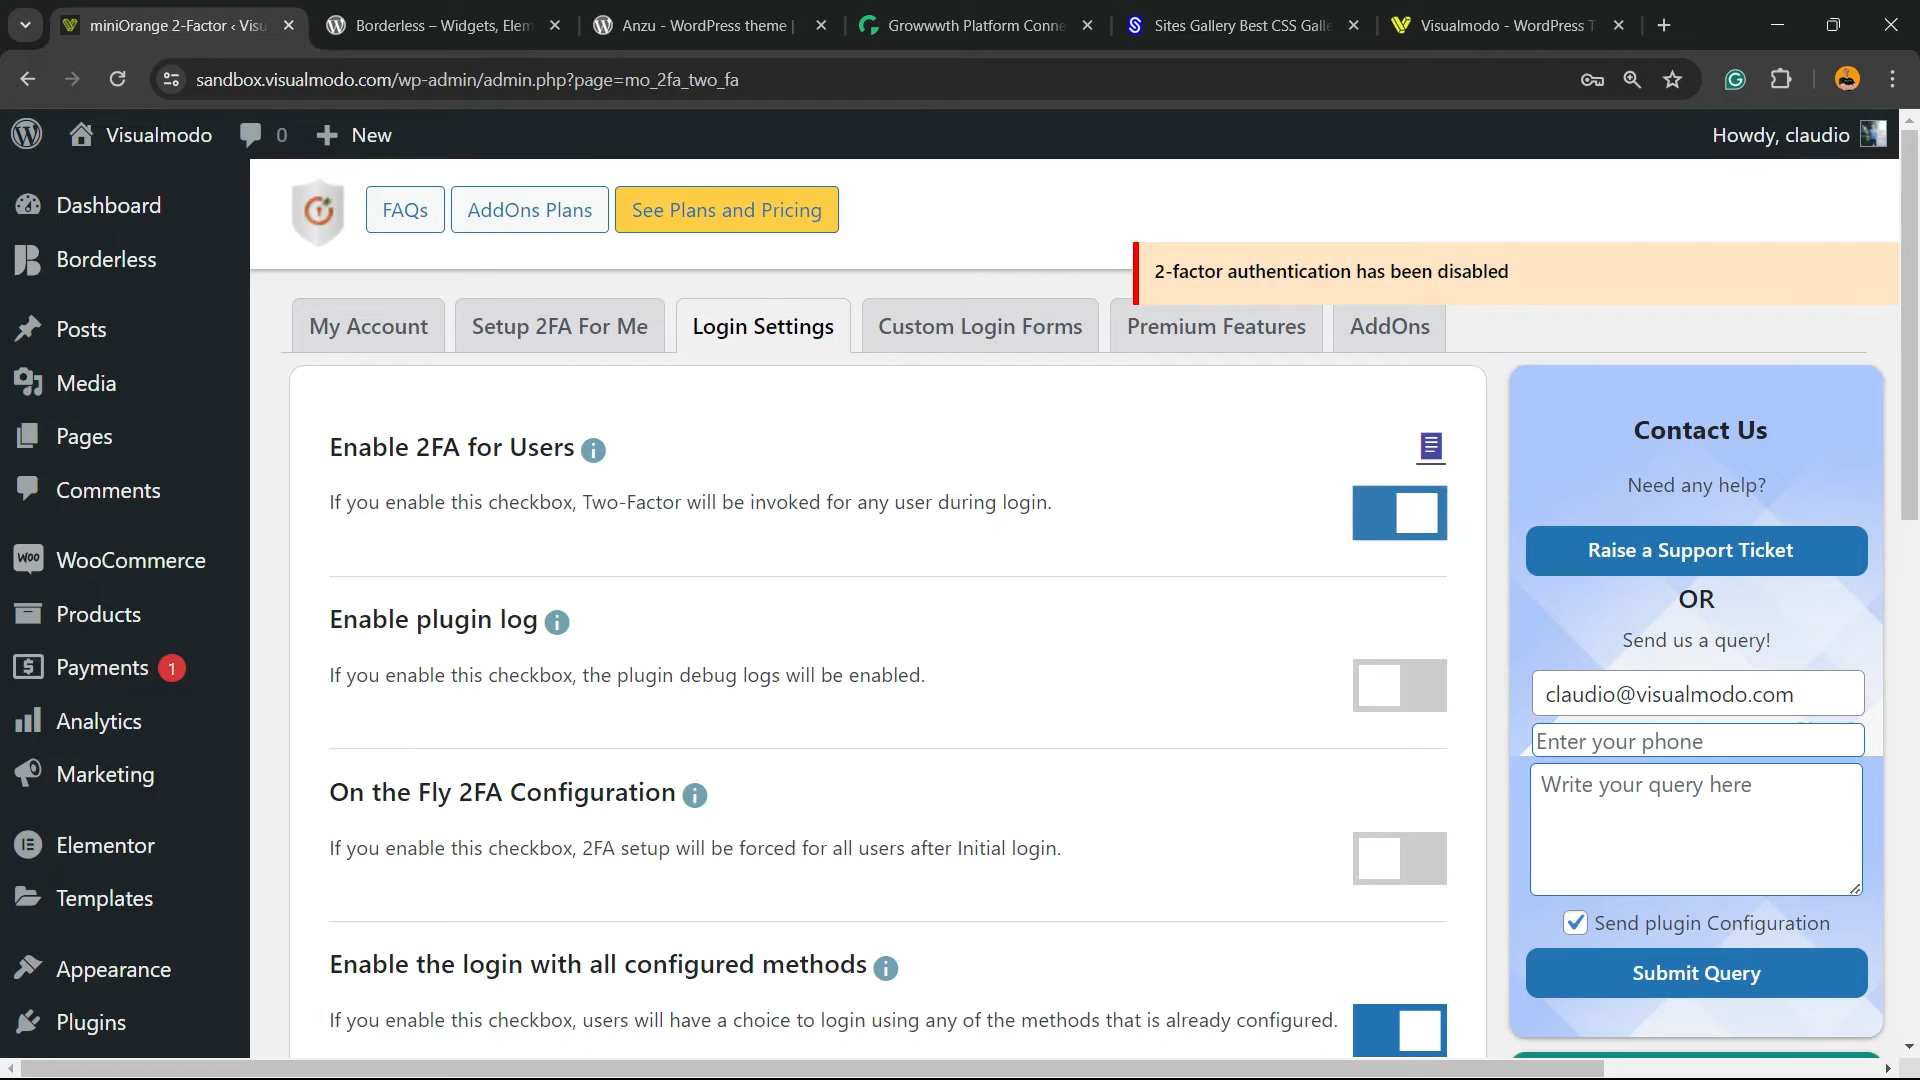 miniOrange 2-Factor ‹ Visu
Borderless – Widgets, Elem
Anzu - WordPress theme |
Growwwth Platform Conne
Sites Gallery Best CSS Galle
Visualmodo - WordPress T
sandbox.visualmodo.com/wp-admin/admin.php?page=mo_2fa_two_fa
Visualmodo
0
New
Howdy, claudio
Dashboard
Borderless
Posts
Media
Pages
Comments
WOO
WooCommerce
Products
Payments 1
Analytics
Marketing
Elementor
Templates
Appearance
Plugins
FAQs
AddOns Plans
See Plans and Pricing
2-factor authentication has been disabled
My Account
Setup 2FA For Me
Login Settings
Custom Login Forms
Premium Features
AddOns
Enable 2FA for Users
If you enable this checkbox, Two-Factor will be invoked for any user during login.
Enable plugin log
If you enable this checkbox, the plugin debug logs will be enabled.
On the Fly 2FA Configuration
If you enable this checkbox, 2FA setup will be forced for all users after Initial login.
Enable the login with all configured methods
If you enable this checkbox, users will have a choice to login using any of the methods that is already configured.
Contact Us
Need any help?
Raise a Support Ticket
OR
Send us a query!
claudio@visualmodo.com
Enter your phone
Write your query here
Send plugin Configuration
Submit Query